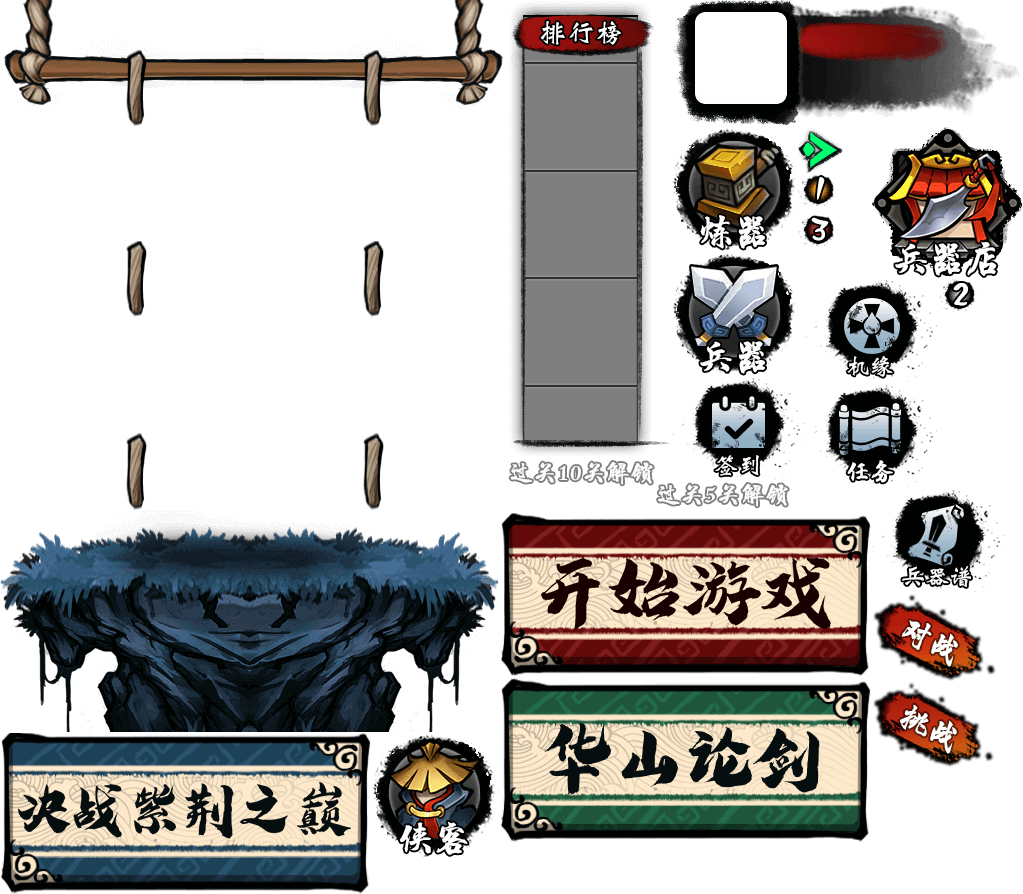 排行榜
炼器
1
3
兵器店
2
兵器
机缘
签到
任务
过关10关解锁
过关5关解锁
兵器谱
开始游戏
对战
华山论剑
挑战
决战紫荆之巅
侠客